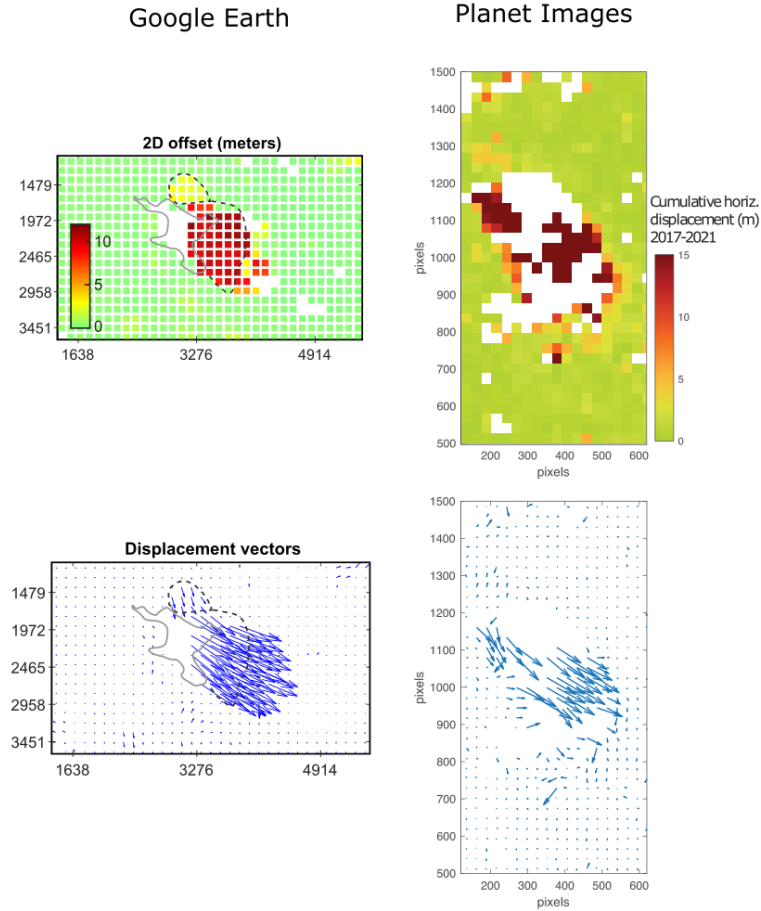 Google Earth
Planet Images
2D offset (meters)
1479
1972
2465
2958
3451
10
5
0
1638 3276 4914
1500
1400
1300
1200
1100
1000
900
800
700
600
500
pixels
200 300 400 500 600
pixels
Cumulative horiz.
displacement (m)
2017-2021
15
10
5
0
Displacement vectors
1479
1972
2465
2958
3451
1638 3276 4914
1500
1400
1300
1200
1100
1000
900
800
700
600
500
pixels
200 300 400 500 600
pixels